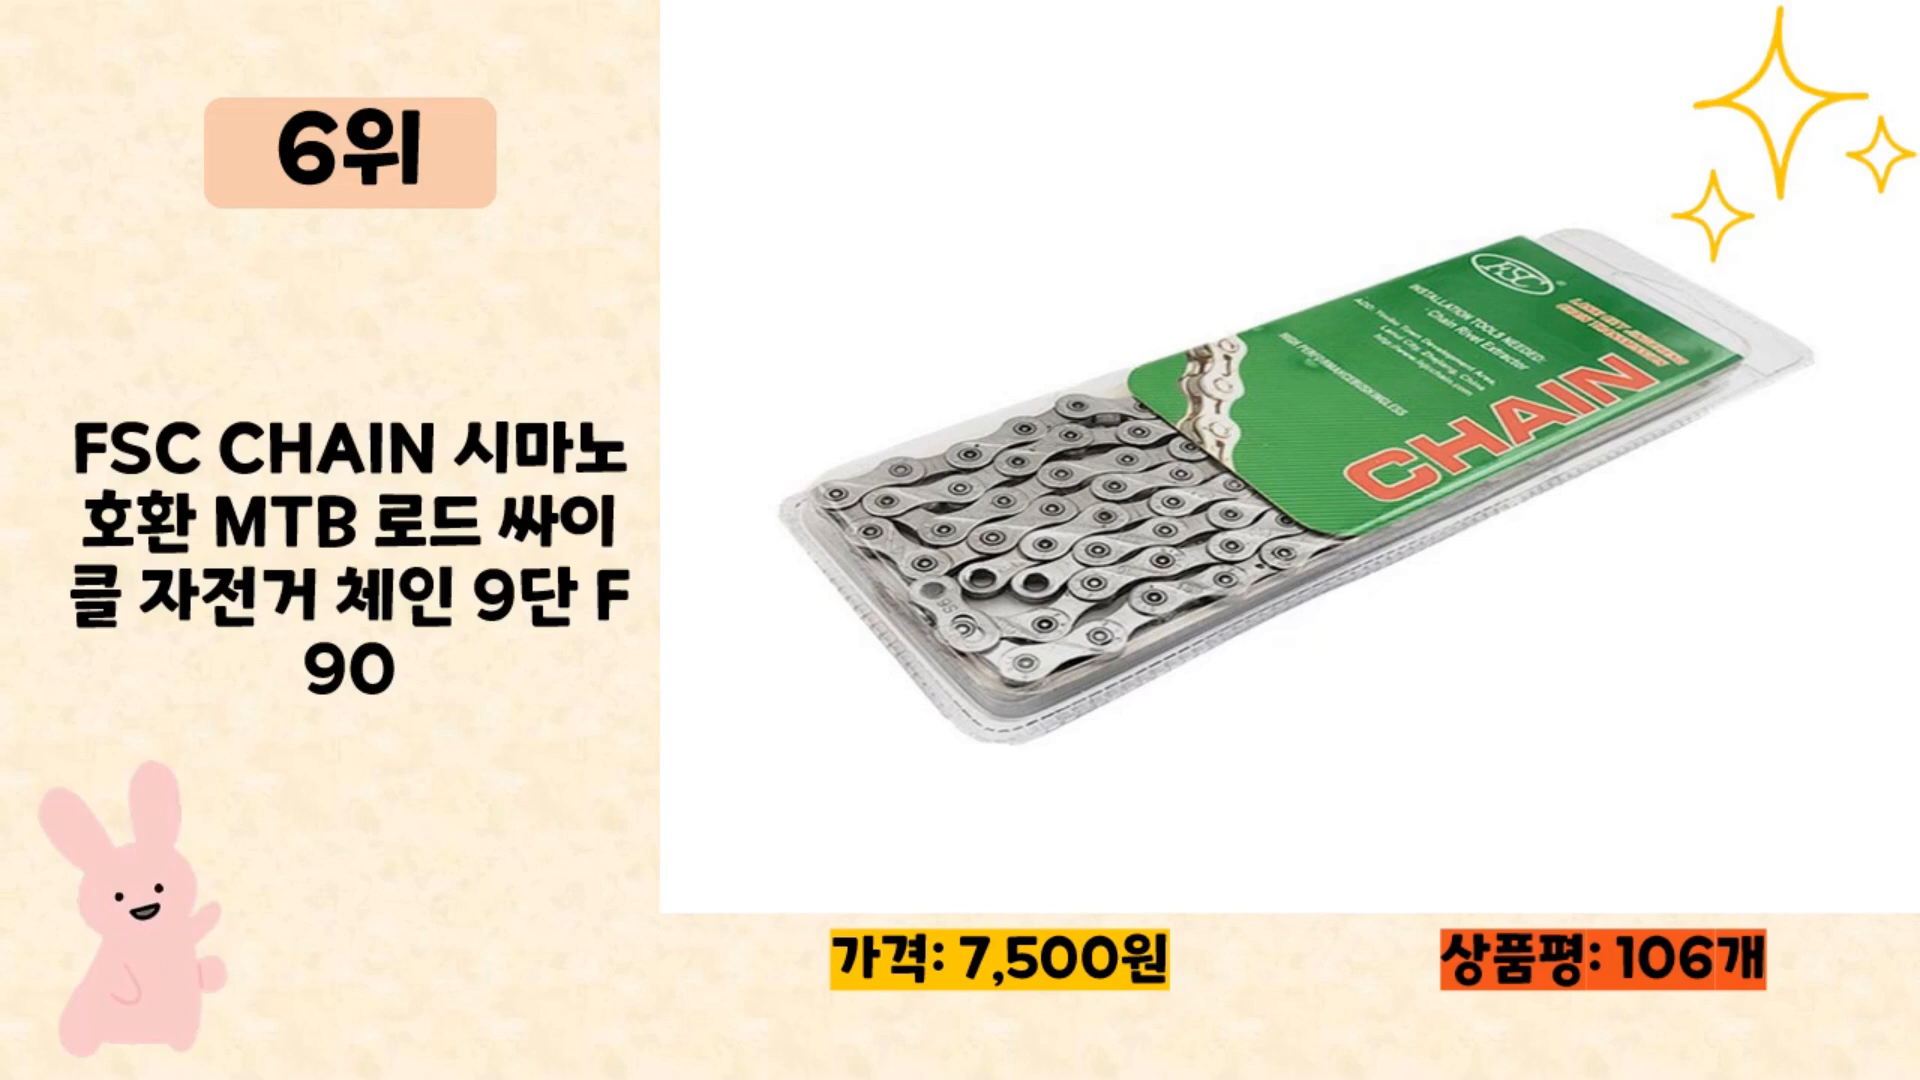 6위
FSC CHAIN 시마노
호환 MTB 로드 싸이
클 자전거 체인 9단 F
90
FSC
INSTALLATION TOOLS NEEDED:
Chain Rivet Extractor
CHAIN
가격: 7,500원
상품평: 106개